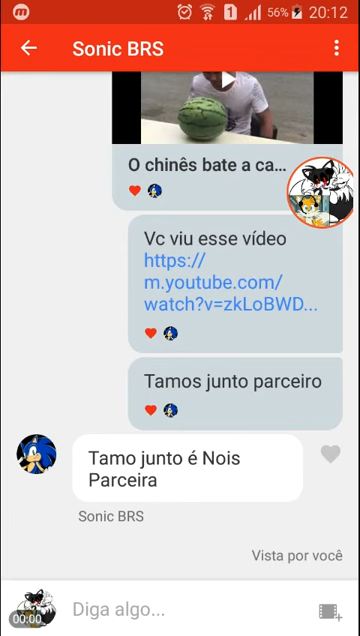 56% 20:12
Sonic BRS
O chinês bate a ca...
Vc viu esse vídeo
https://
m.youtube.com/
watch?v=zkLoBWD...
Tamos junto parceiro
Tamo junto é Nois
Parceira
Sonic BRS
Vista por você
00:00
Diga algo...